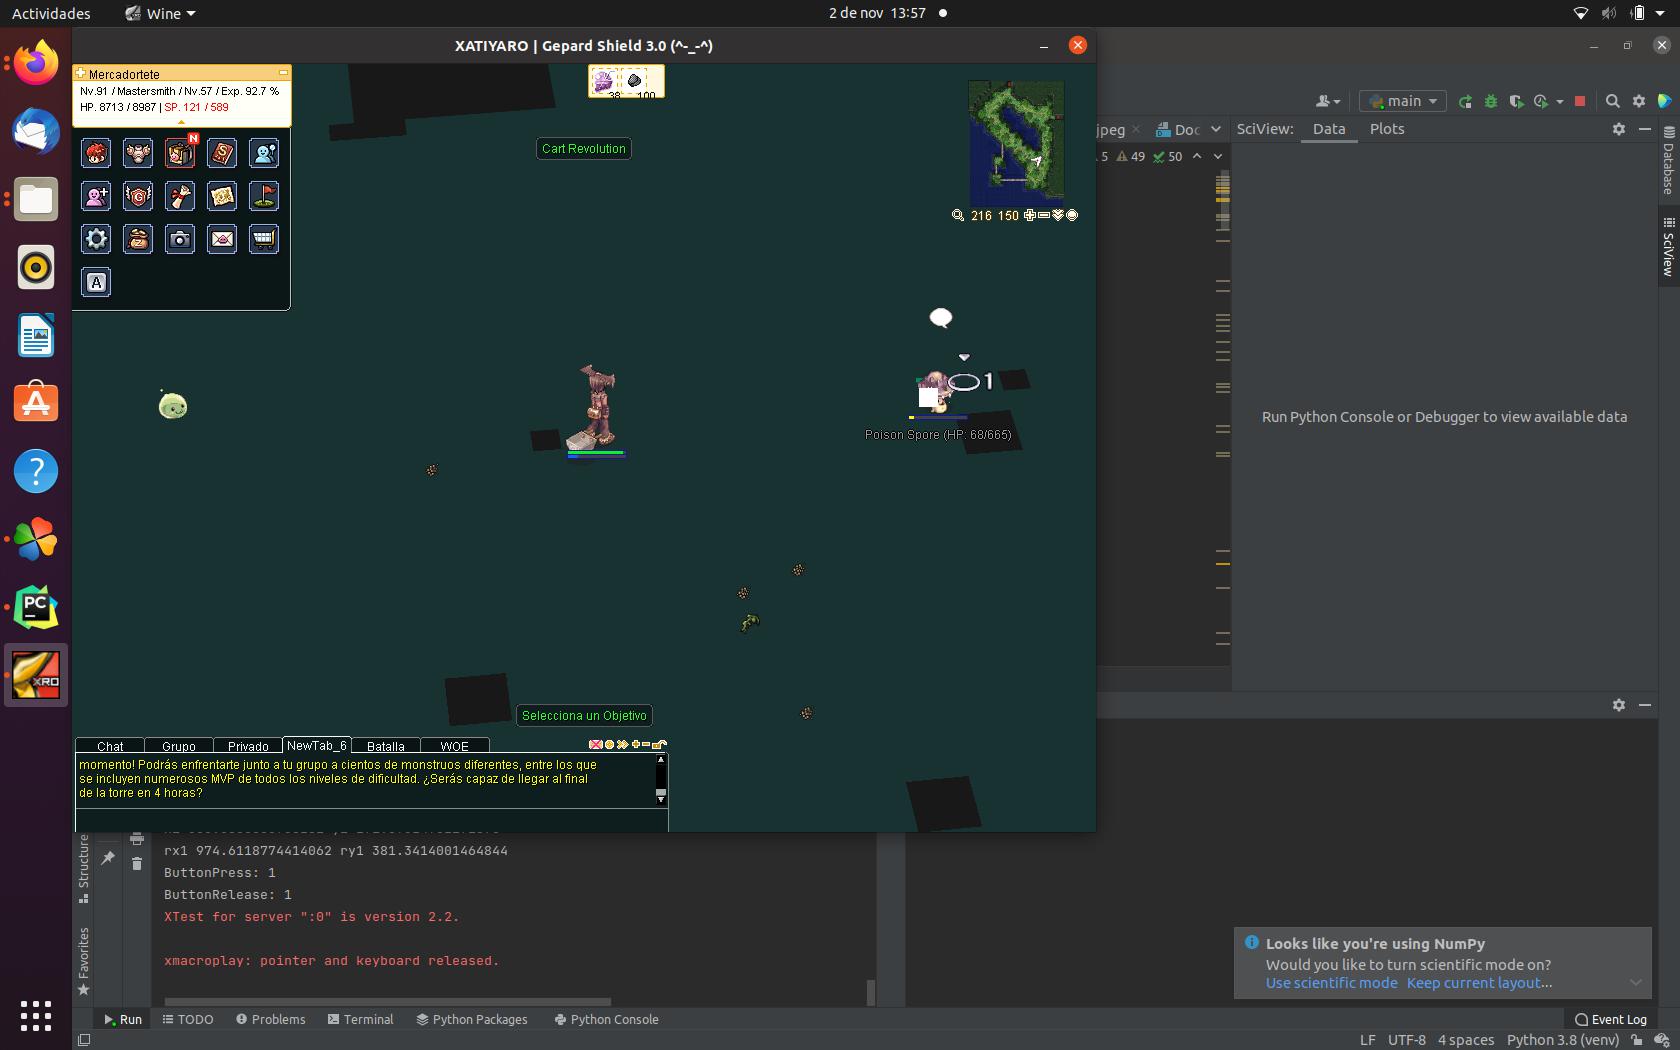 Actividades
Wine
2 de nov 13:57
XATIYARO | Gepard Shield 3.0 (^-_-^)
Mercadortete
Nv.91 / Mastersmith / Nv.57 / Exp. 92.7 %
HP. 8713 / 8987 | SP. 121 / 589
N
A
38
100
Cart Revolution
216 150
1
Poison Spore (HP: 68/665)
Selecciona un Objetivo
Chat
Grupo
Privado
NewTab_6
Batalla
WOE
momento! Podrás enfrentarte junto a tu grupo a cientos de monstruos diferentes, entre los que
se incluyen numerosos MVP de todos los niveles de dificultad. ¿Serás capaz de llegar al final
de la torre en 4 horas?
main
jpeg
Doc
SciView:
Data
Plots
5
49
50
Database
SciView
Run Python Console or Debugger to view available data
PC
XRO
Structure
Favorites
rx1 974.6118774414062 ry1 381.3414001464844
ButtonPress: 1
ButtonRelease: 1
XTest for server ":0" is version 2.2.
xmacroplay: pointer and keyboard released.
Looks like you're using NumPy
Would you like to turn scientific mode on?
Use scientific mode
Keep current layout...
Run
TODO
Problems
Terminal
Python Packages
Python Console
Event Log
LF
UTF-8
4 spaces
Python 3.8 (venv)